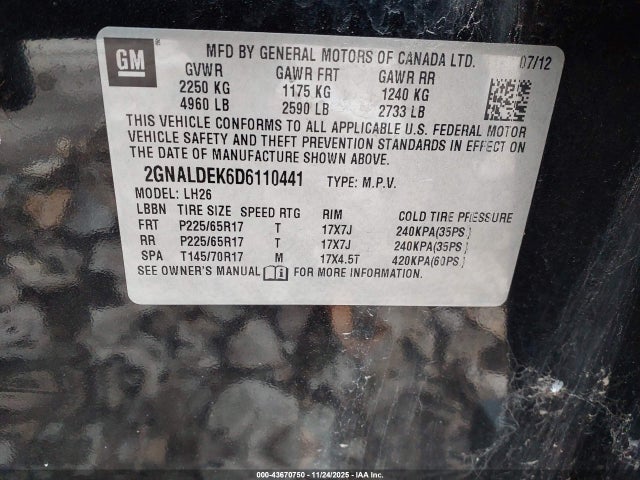 GM
MFD BY GENERAL MOTORS OF CANADA LTD. 07/12
GVWR GAWR FRT GAWR RR
2250 KG 1175 KG 1240 KG
4960 LB 2590 LB 2733 LB
THIS VEHICLE CONFORMS TO ALL APPLICABLE U.S. FEDERAL MOTOR
VEHICLE SAFETY AND THEFT PREVENTION STANDARDS IN EFFECT ON
THE DATE OF MANUFACTURE SHOWN ABOVE.
2GNALDEK6D6110441 TYPE: M.P.V.
MODEL: LH26
LBBN TIRE SIZE SPEED RTG RIM COLD TIRE PRESSURE
FRT P225/65R17 T 17X7J 240KPA(35PS.)
RR P225/65R17 T 17X7J 240KPA(35PS.)
SPA T145/70R17 M 17X4.5T 420KPA(60PS.)
SEE OWNER'S MANUAL FOR MORE INFORMATION.
000-43670750 - 11/24/2025 - IAA Inc.